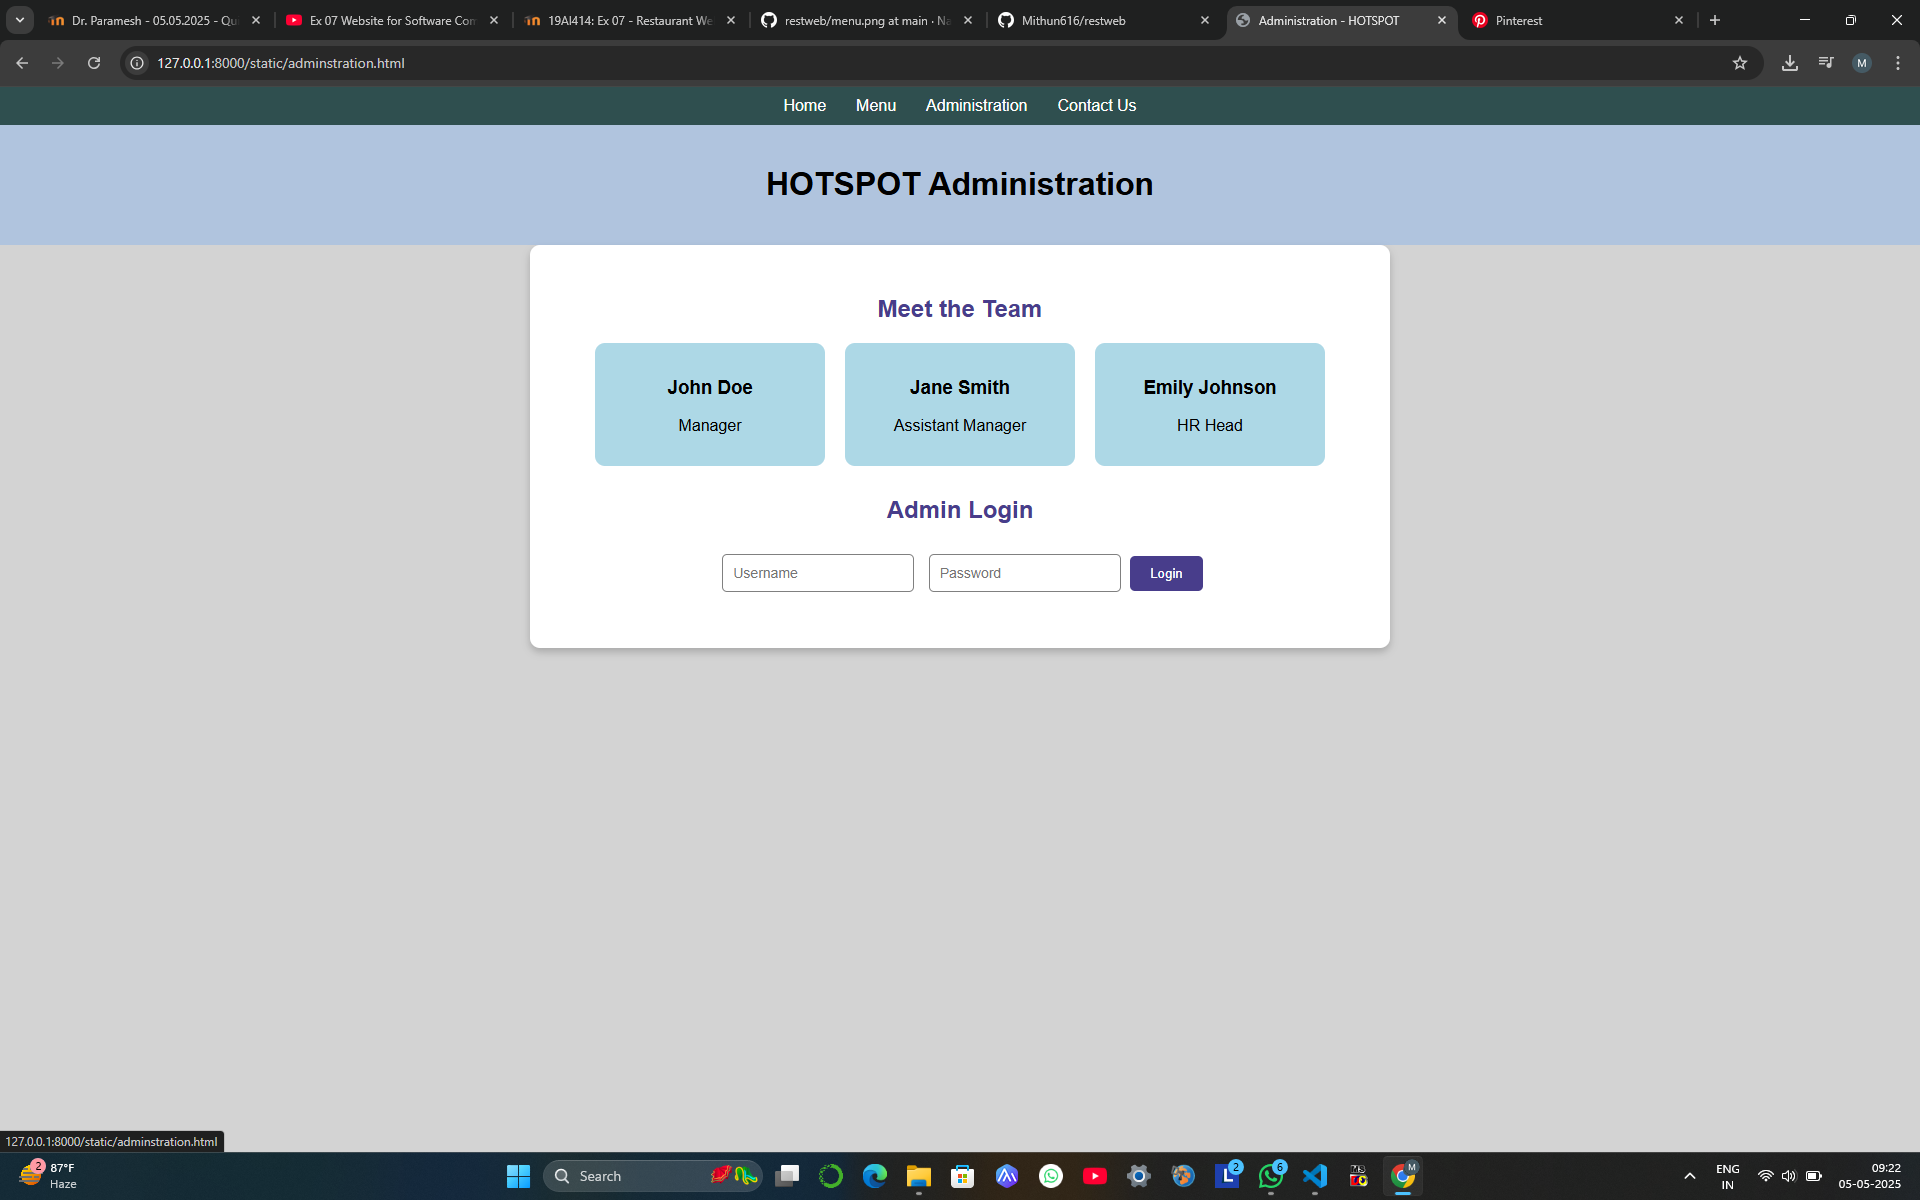 Dr. Paramesh - 05.05.2025 - Qu
Ex 07 Website for Software Com
19AI414: Ex 07 - Restaurant We
restweb/menu.png at main · Na
Mithun616/restweb
Administration - HOTSPOT
Pinterest
127.0.0.1:8000/static/adminstration.html
M
Home
Menu
Administration
Contact Us
HOTSPOT Administration
Meet the Team
John Doe
Manager
Jane Smith
Assistant Manager
Emily Johnson
HR Head
Admin Login
Username
Password
Login
127.0.0.1:8000/static/adminstration.html
2
87°F
Haze
Search
L
2
6
M
ENG
IN
09:22
05-05-2025